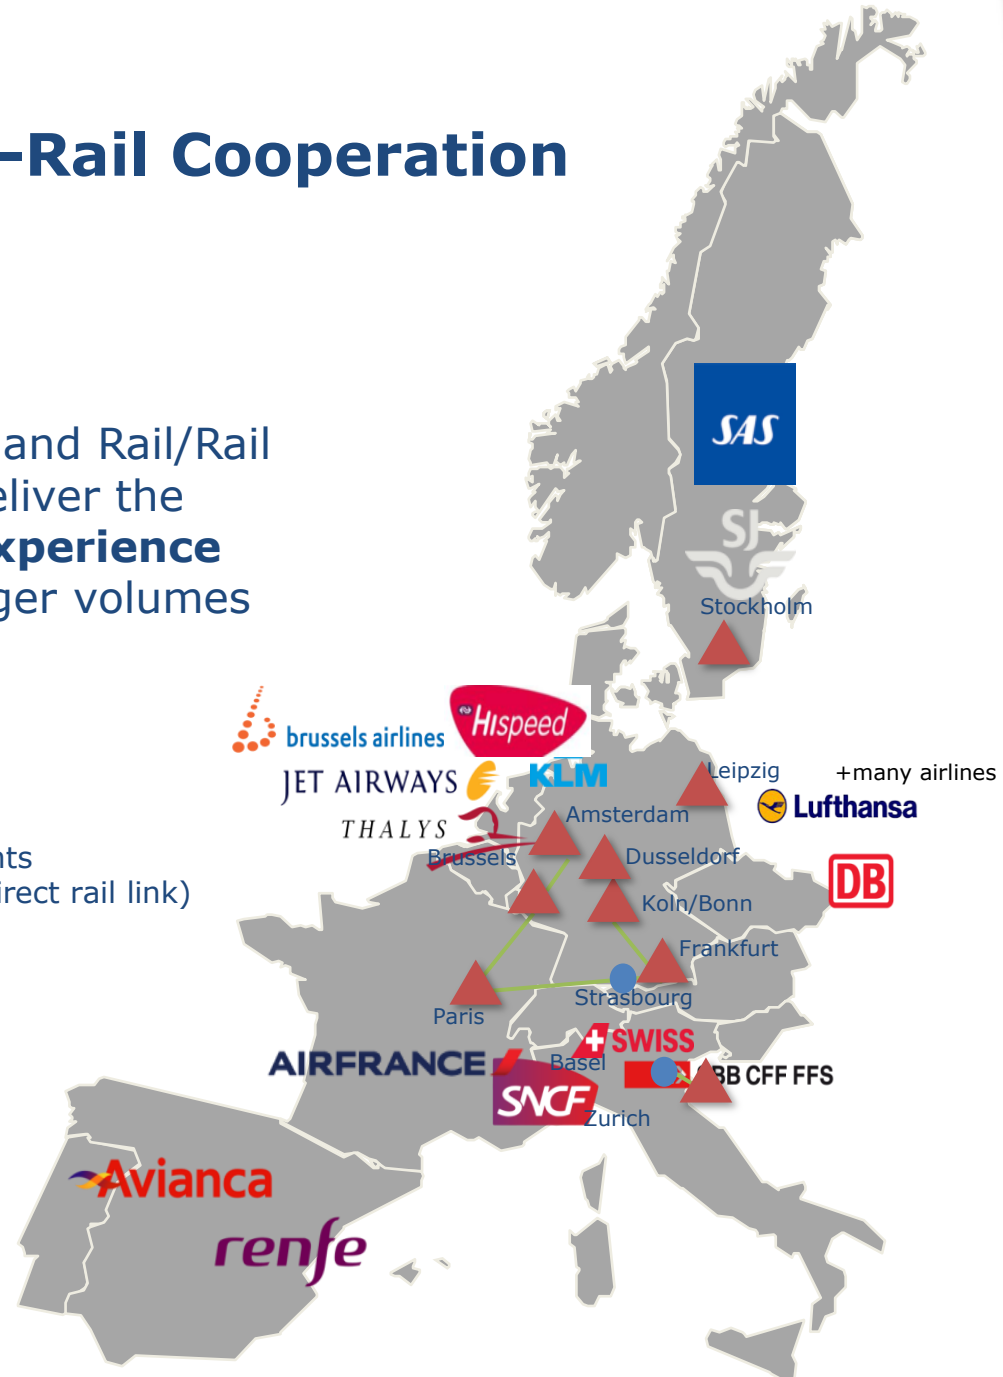 –Rail Cooperation
SAS
and Rail/Rail
eliver the
xperience
ger volumes
SJ
Stockholm
Hispeed
brussels airlines
JET AIRWAYS
KLM
Leipzig
+many airlines
Lufthansa
THALYS
Amsterdam
Brussels
Dusseldorf
nts
irect rail link)
DB
Koln/Bonn
Frankfurt
Strasbourg
Paris
SWISS
AIRFRANCE
Basel
BB CFF FFS
SNCF
Zurich
Avianca
renfe